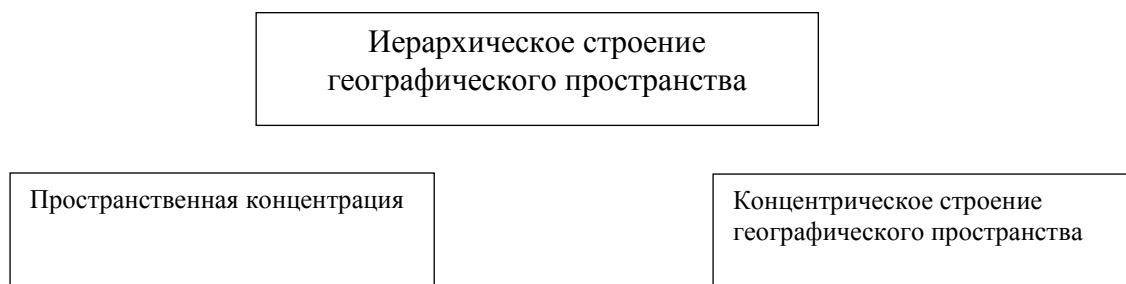 Иерархическое строение
географического пространства
Пространственная концентрация
Концентрическое строение
географического пространства